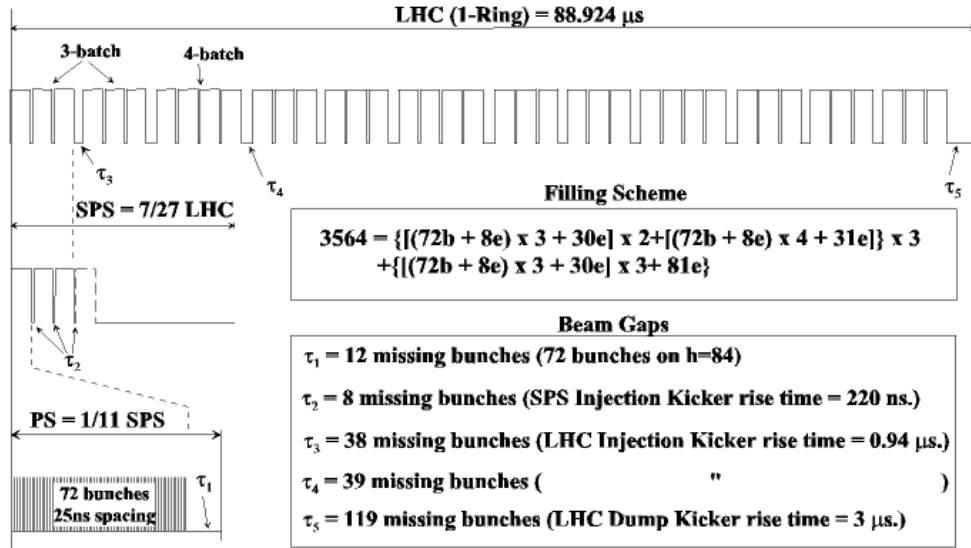 LHC (1-Ring) = 88.924 μs
3-batch
4-batch
τ3
τ4
τ5
SPS = 7/27 LHC
Filling Scheme
3564 = {[(72b + 8e) x 3 + 30e] x 2+[(72b + 8e) x 4 + 31e]} x 3
+{[(72b + 8e) x 3 + 30e] x 3+ 81e}
τ2
Beam Gaps
τ1 = 12 missing bunches (72 bunches on h=84)
τ2 = 8 missing bunches (SPS Injection Kicker rise time = 220 ns.)
τ3 = 38 missing bunches (LHC Injection Kicker rise time = 0.94 μs.)
τ4 = 39 missing bunches ( " )
τ5 = 119 missing bunches (LHC Dump Kicker rise time = 3 μs.)
PS = 1/11 SPS
τ1
72 bunches
25ns spacing